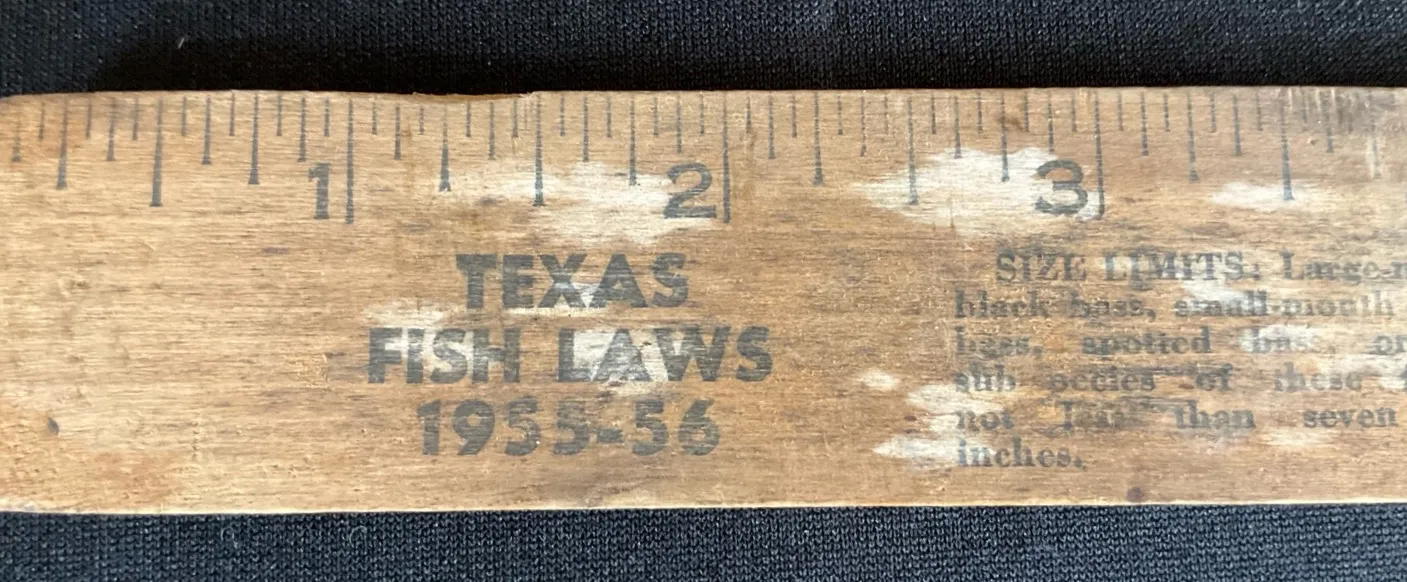 1 2 3
TEXAS
FISH LAWS
1955-56
SIZE LIMITS: Large-m
black bass, small-mouth
bass, spotted bass, or
sub species of these
not less than seven
inches.